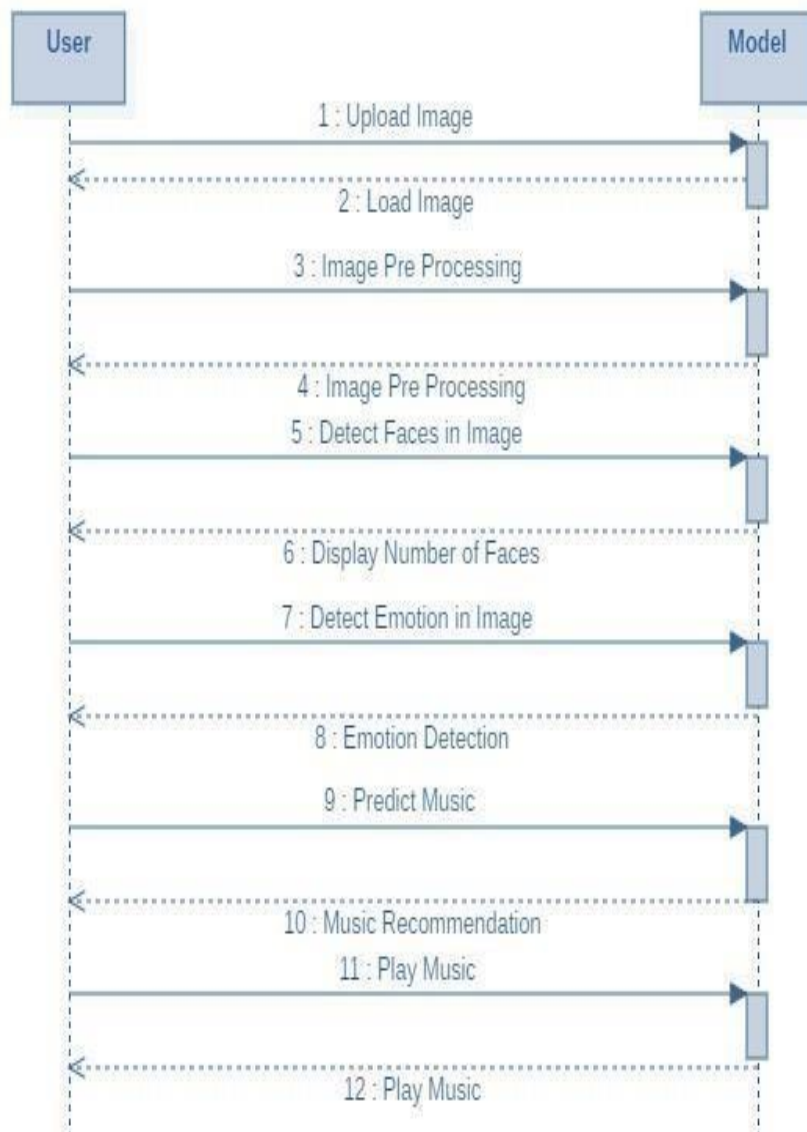 User
Model
1 : Upload Image
2 : Load Image
3 : Image Pre Processing
4 : Image Pre Processing
5 : Detect Faces in Image
6 : Display Number of Faces
7 : Detect Emotion in Image
8 : Emotion Detection
9 : Predict Music
10 : Music Recommendation
11 : Play Music
12 : Play Music